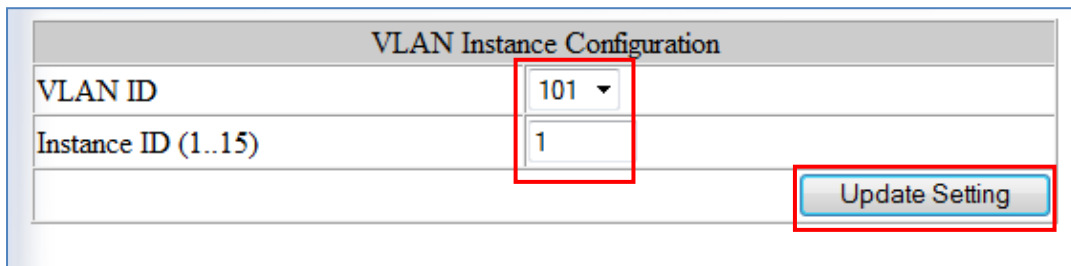 VLAN Instance Configuration
VLAN ID 101
Instance ID (1..15) 1
Update Setting